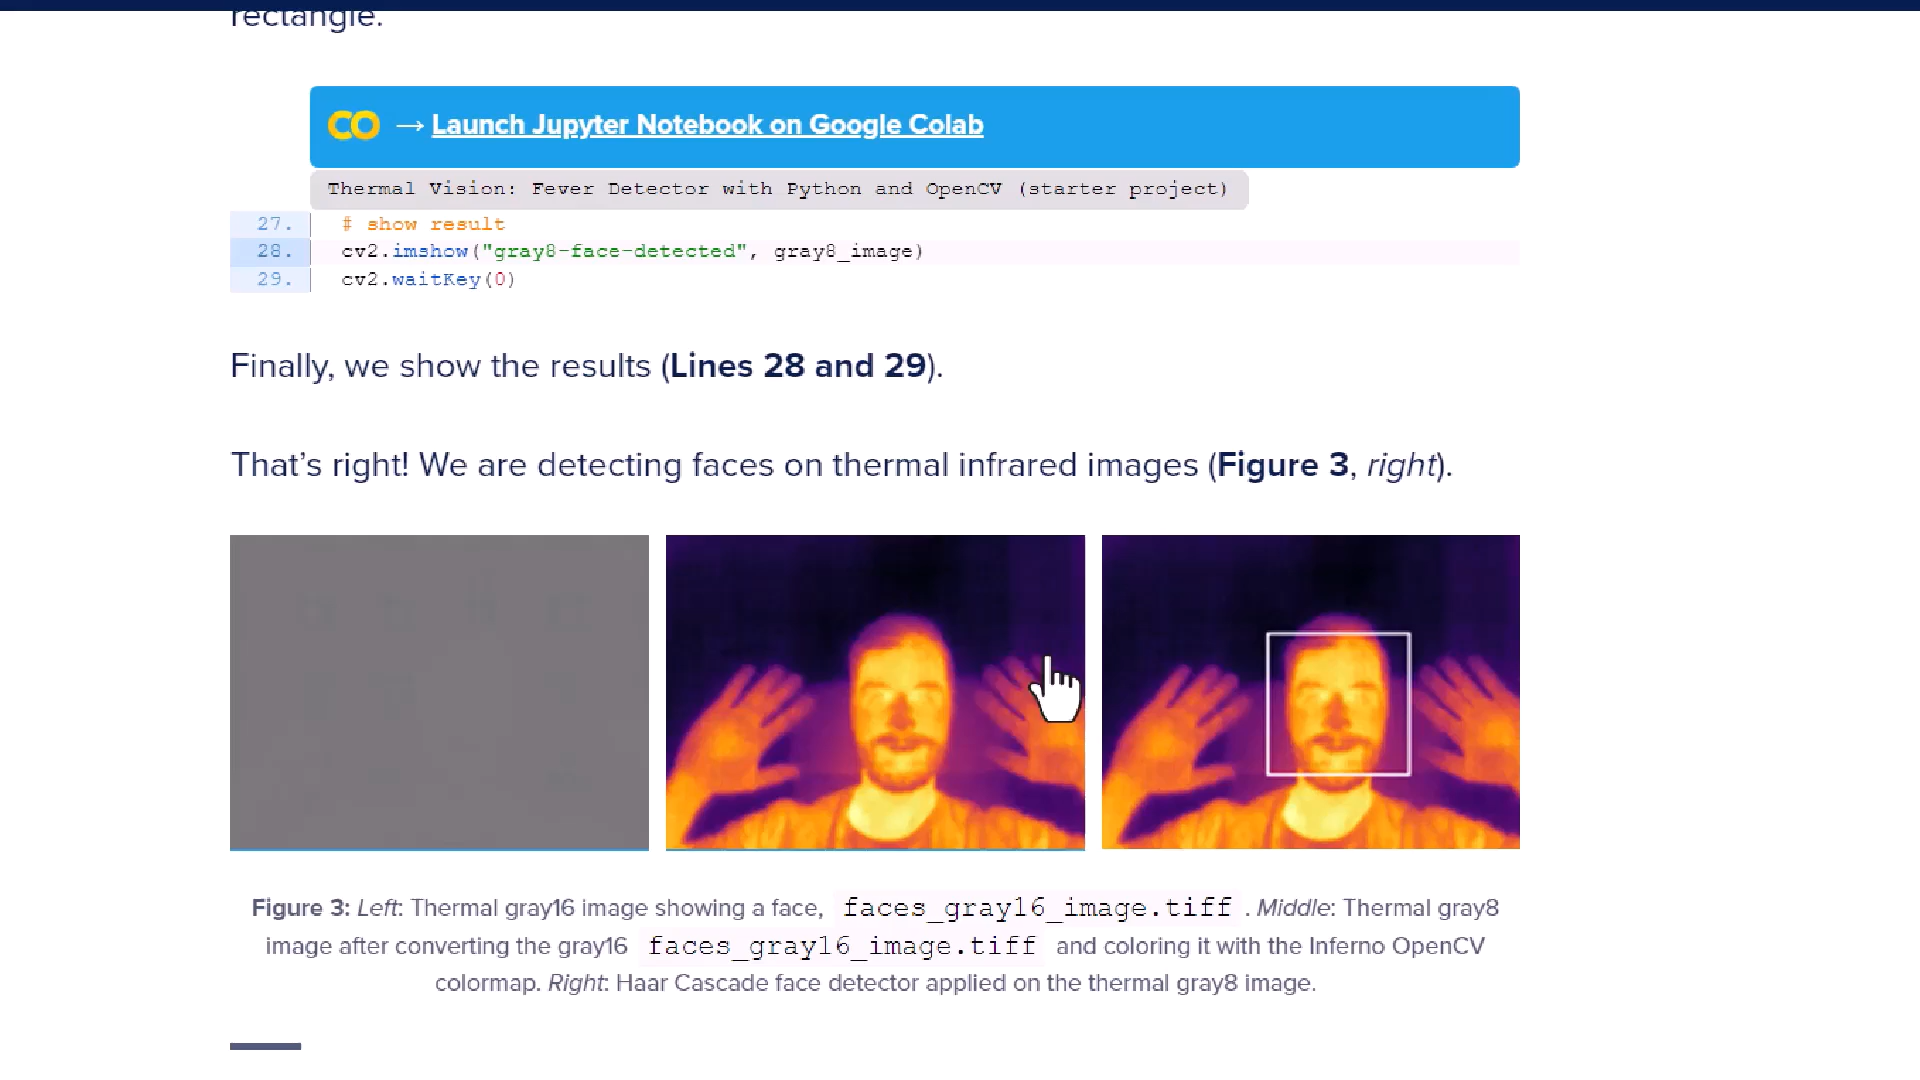 rectangle.
CO → Launch Jupyter Notebook on Google Colab
Thermal Vision: Fever Detector with Python and OpenCV (starter project)
27. # show result
28. cv2.imshow("gray8-face-detected", gray8_image)
29. cv2.waitKey(0)
Finally, we show the results (Lines 28 and 29).
That’s right! We are detecting faces on thermal infrared images (Figure 3, right).
Figure 3: Left: Thermal gray16 image showing a face, faces_gray16_image.tiff . Middle: Thermal gray8
image after converting the gray16 faces_gray16_image.tiff and coloring it with the Inferno OpenCV
colormap. Right: Haar Cascade face detector applied on the thermal gray8 image.